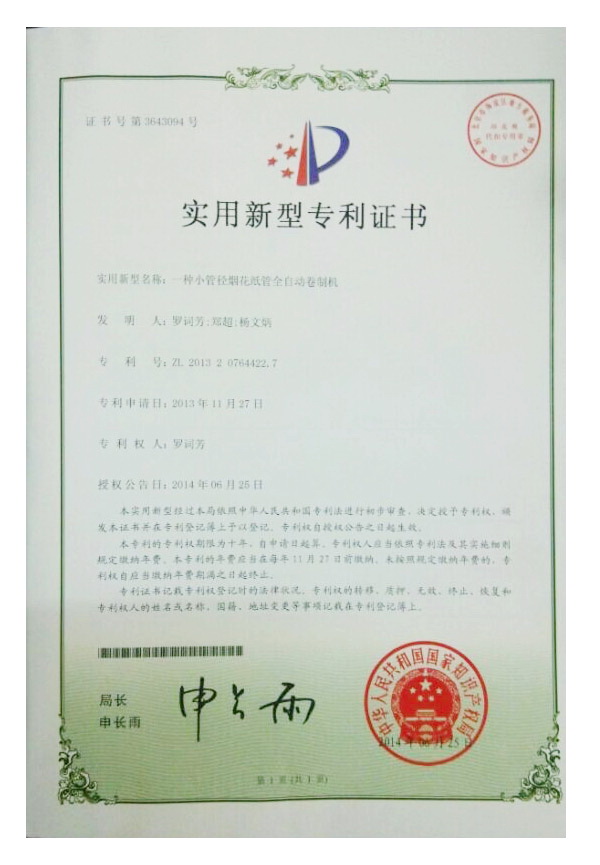 证书号第3643094号
实用新型专利证书
实用新型名称：一种小管径烟花纸管全自动卷制机
发 明 人：罗词芳;郑超;杨文炳
专 利 号：ZL 2013 2 0764422.7
专利申请日：2013年11月27日
专 利 权 人：罗词芳
授权公告日：2014年06月25日
本实用新型经过本局依照中华人民共和国专利法进行初步审查，决定授予专利权，颁
发本证书并在专利登记簿上予以登记。专利权自授权公告之日起生效。
本专利的专利权期限为十年，自申请日起算。专利权人应当依照专利法及其实施细则
规定缴纳年费。本专利的年费应当在每年11月27日前缴纳。未按照规定缴纳年费的，专
利权自应当缴纳年费期满之日起终止。
专利证书记载专利权登记时的法律状况。专利权的转移、质押、无效、终止、恢复和
专利权人的姓名或名称、国籍、地址变更等事项记载在专利登记簿上。
局长
申长雨
申长雨
中华人民共和国国家知识产权局
2014年06月25日
第1页(共1页)